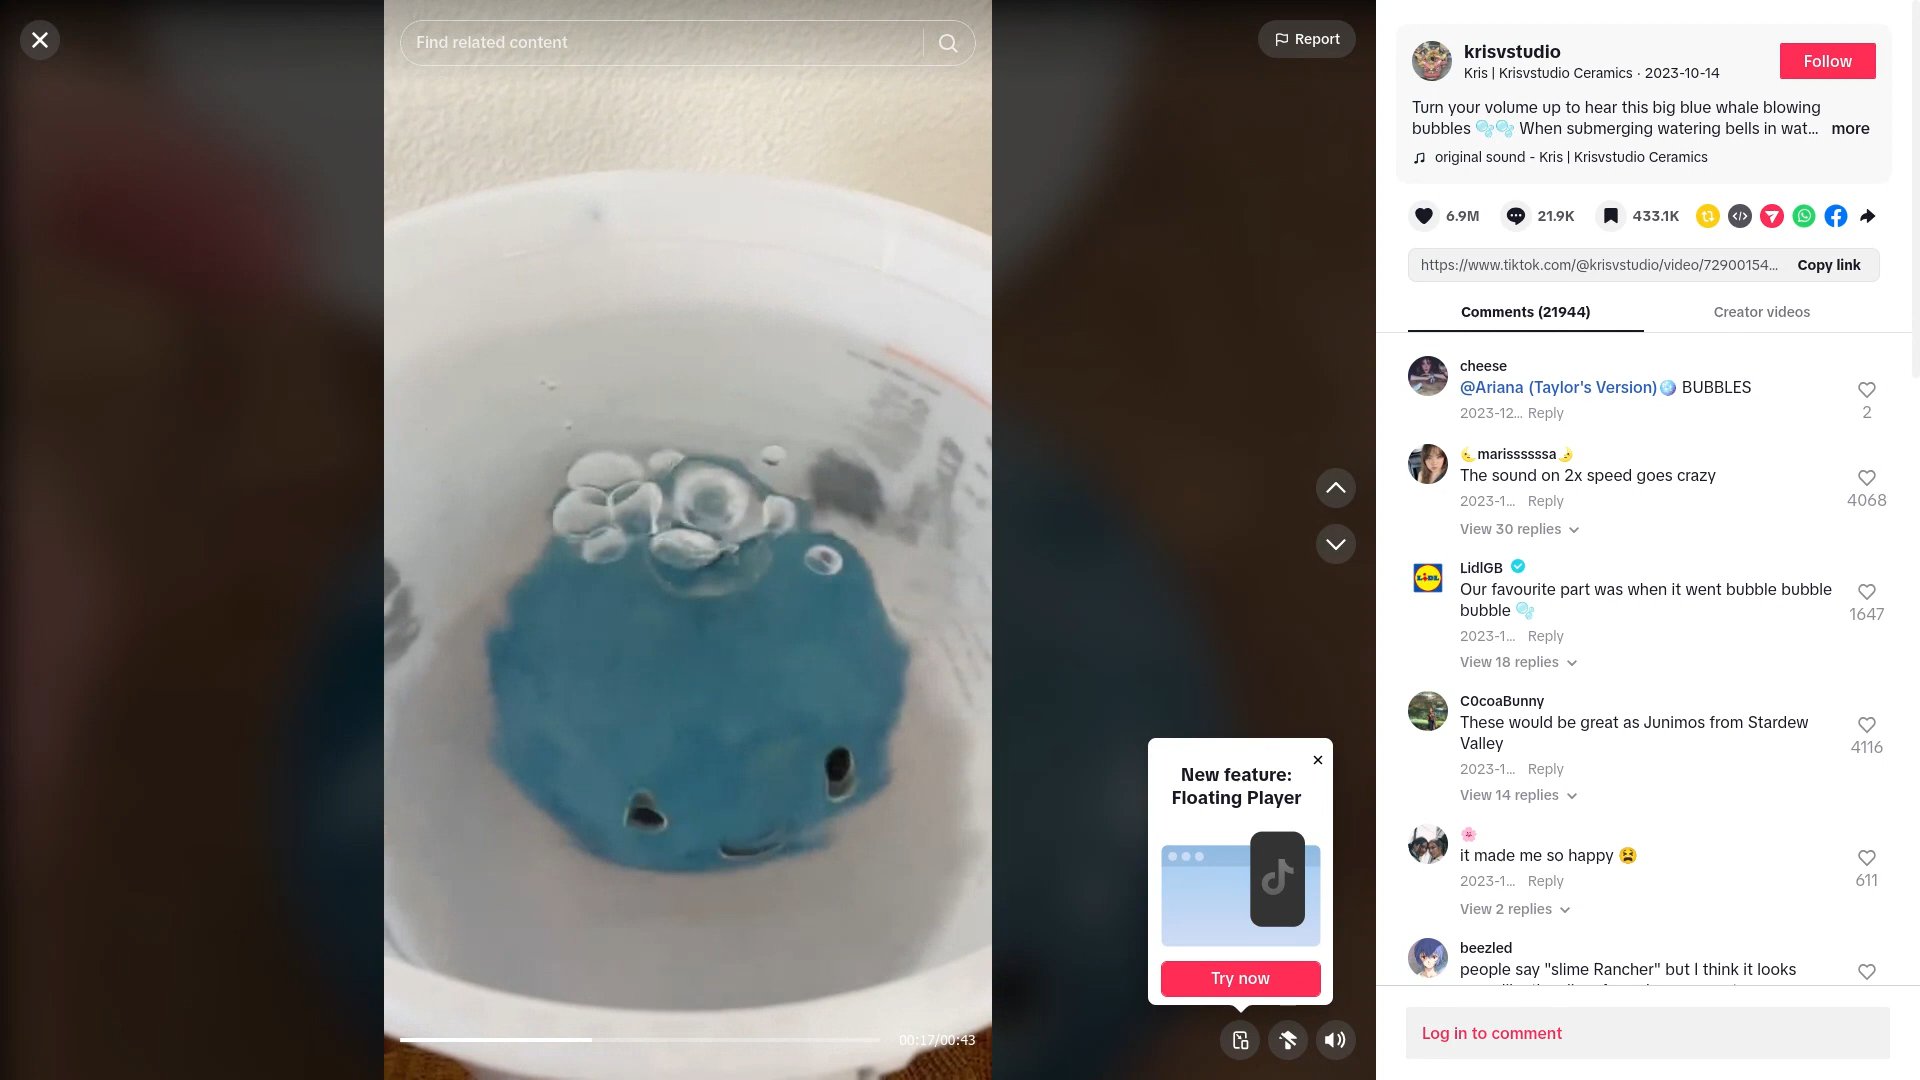 Find related content
Report
krisvstudio
Kris | Krisvstudio Ceramics · 2023-10-14
Follow
Turn your volume up to hear this big blue whale blowing
bubbles 🫧🫧 When submerging watering bells in wat... more
original sound - Kris | Krisvstudio Ceramics
6.9M
21.9K
433.1K
https://www.tiktok.com/@krisvstudio/video/72900154...
Copy link
Comments (21944)
Creator videos
cheese
@Ariana (Taylor's Version)🪩 BUBBLES
2023-12... Reply
2
🌜marissssssa🌛
The sound on 2x speed goes crazy
2023-1... Reply
4068
View 30 replies
LidlGB
Our favourite part was when it went bubble bubble
bubble 🫧
2023-1... Reply
1647
View 18 replies
C0coaBunny
These would be great as Junimos from Stardew
Valley
2023-1... Reply
4116
View 14 replies
🌸
it made me so happy 😫
2023-1... Reply
611
View 2 replies
beezled
people say "slime Rancher" but I think it looks
Log in to comment
New feature:
Floating Player
Try now
00:17/00:43